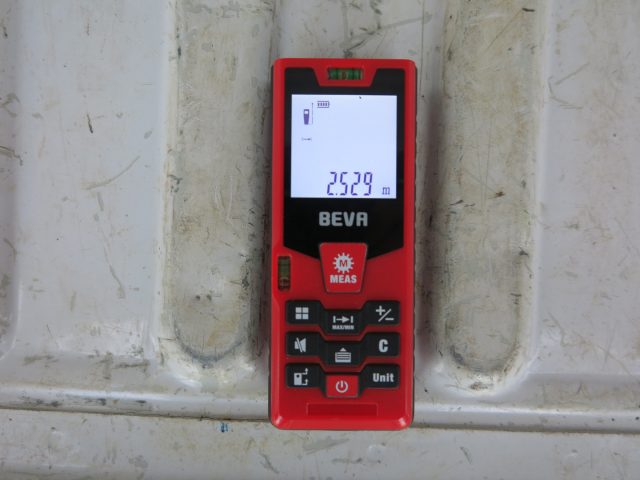 2.529 m
BEVA
M
MEAS
MAX/MIN
+/-
C
Unit